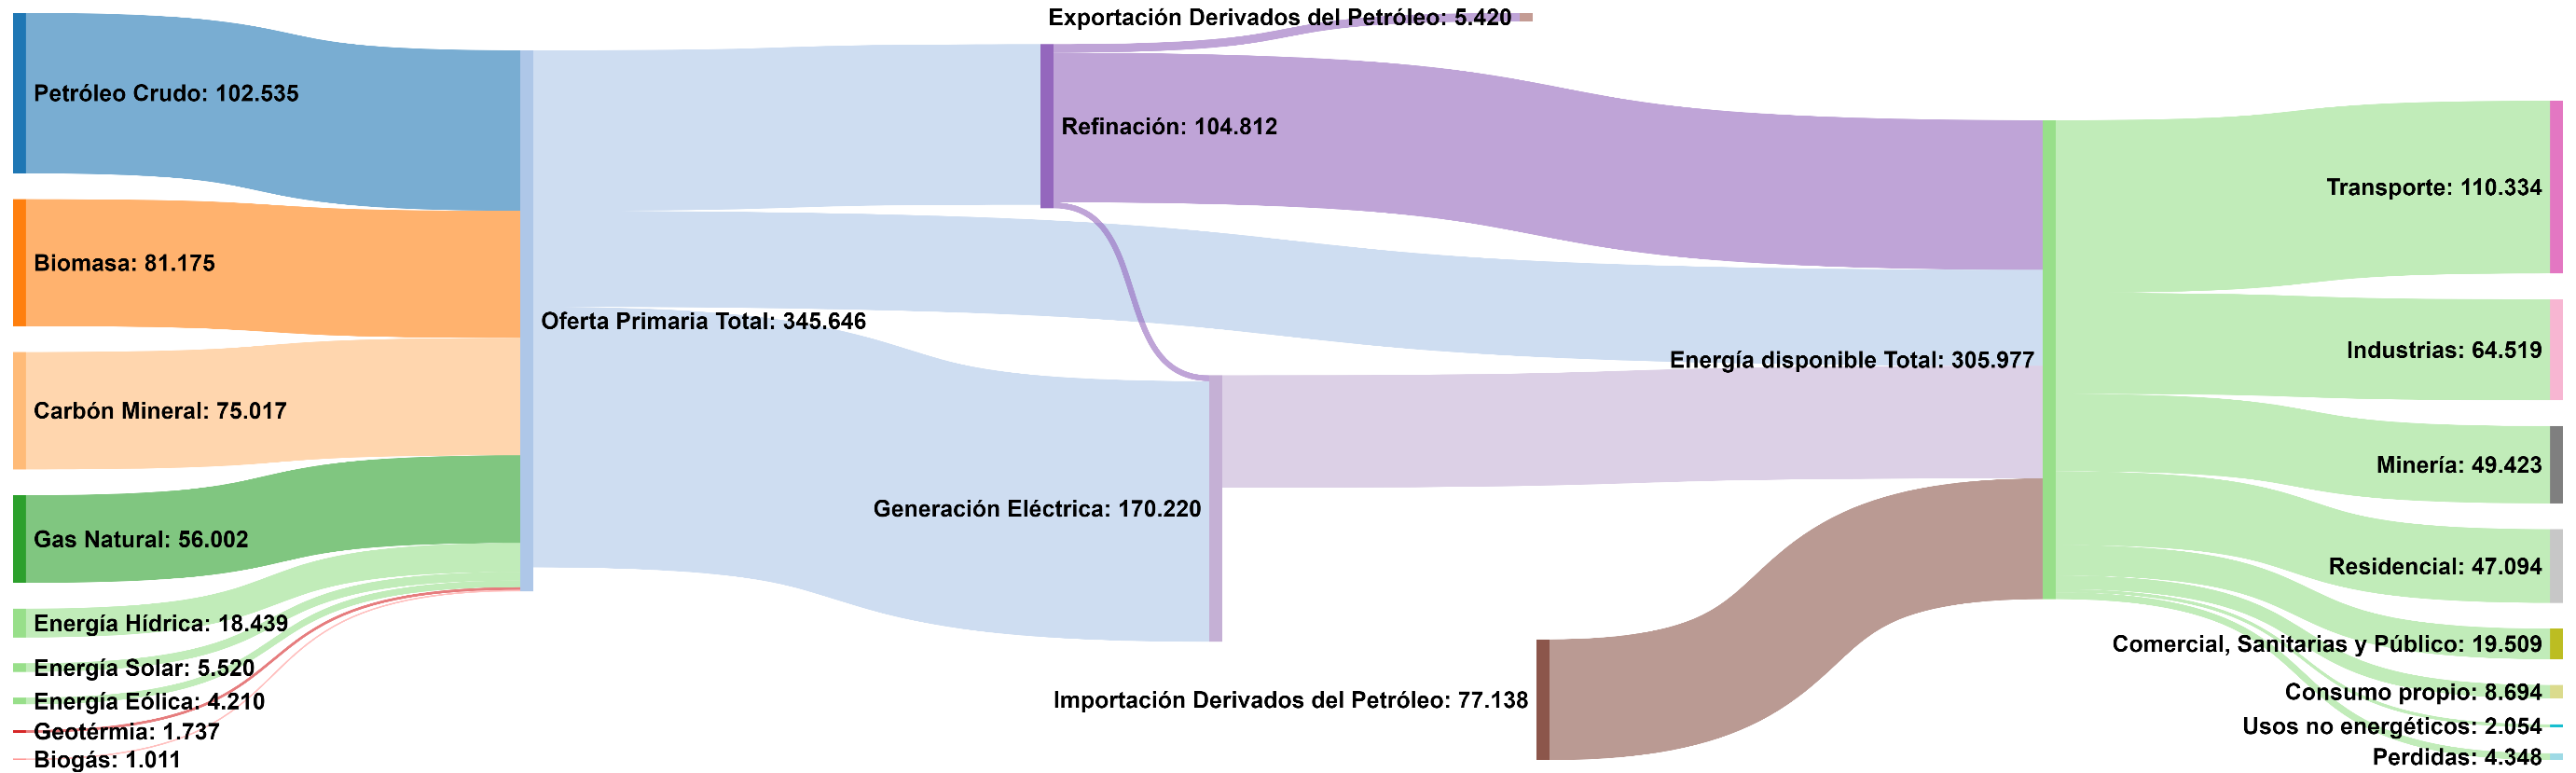 Exportación Derivados del Petróleo: 5.420
Petróleo Crudo: 102.535
Refinación: 104.812
Transporte: 110.334
Biomasa: 81.175
Oferta Primaria Total: 345.646
Energía disponible Total: 305.977
Industrias: 64.519
Carbón Mineral: 75.017
Minería: 49.423
Generación Eléctrica: 170.220
Gas Natural: 56.002
Residencial: 47.094
Energía Hídrica: 18.439
Comercial, Sanitarias y Público: 19.509
Energía Solar: 5.520
Consumo propio: 8.694
Energía Eólica: 4.210
Importación Derivados del Petróleo: 77.138
Usos no energéticos: 2.054
Geotérmia: 1.737
Perdidas: 4.348
Biogás: 1.011